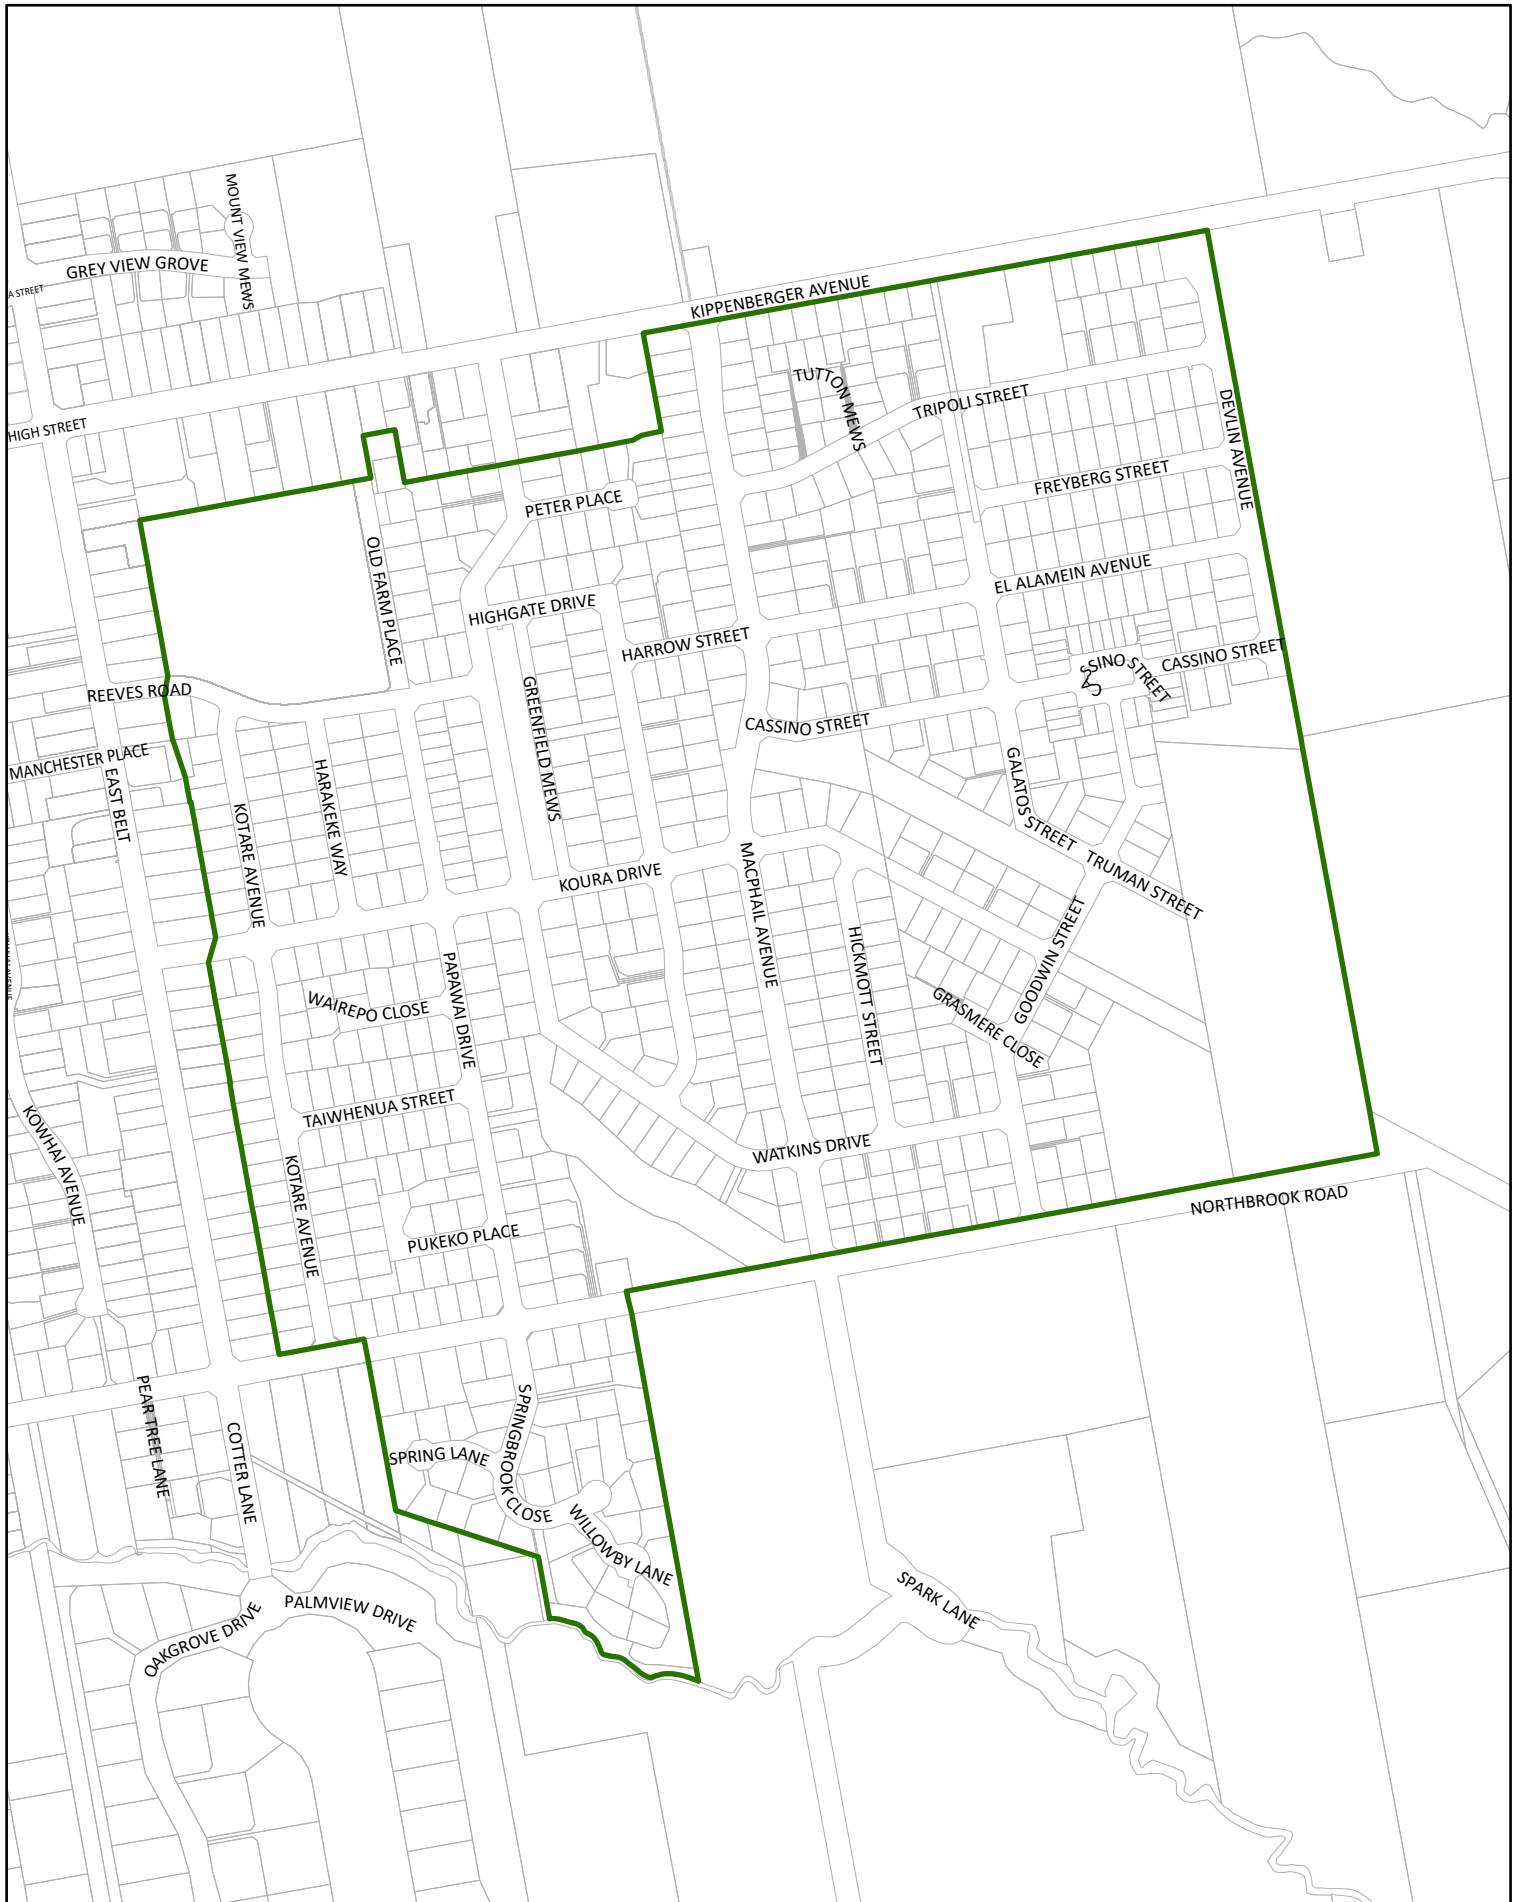 MOUNT VIEW MEWS
GREY VIEW GROVE
A STREET
KIPPENBERGER AVENUE
TUTTON MEWS
TRIPOLI STREET
DEVLIN AVENUE
HIGH STREET
FREYBERG STREET
PETER PLACE
OLD FARM PLACE
EL ALAMEIN AVENUE
HIGHGATE DRIVE
HARROW STREET
CASSINO STREET
CASSINO STREET
REEVES ROAD
GREENFIELD MEWS
CASSINO STREET
MANCHESTER PLACE
EAST BELT
HARAKEKE WAY
KOTARE AVENUE
GALATOS STREET
TRUMAN STREET
KOURA DRIVE
MACPHAIL AVENUE
GOODWIN STREET
HICKMOTT STREET
PAPAWAI DRIVE
WAIREPO CLOSE
GRASMERE CLOSE
TAIWHENUA STREET
KOWHAI AVENUE
WATKINS DRIVE
KOTARE AVENUE
NORTHBROOK ROAD
PUKEKO PLACE
PEAR TREE LANE
COTTER LANE
SPRINGBROOK CLOSE
SPRING LANE
WILLOWBY LANE
SPARK LANE
PALMVIEW DRIVE
OAKGROVE DRIVE